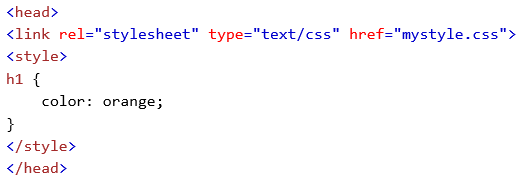 <head>
<link rel="stylesheet" type="text/css" href="mystyle.css">
<style>
h1 {
    color: orange;
}
</style>
</head>